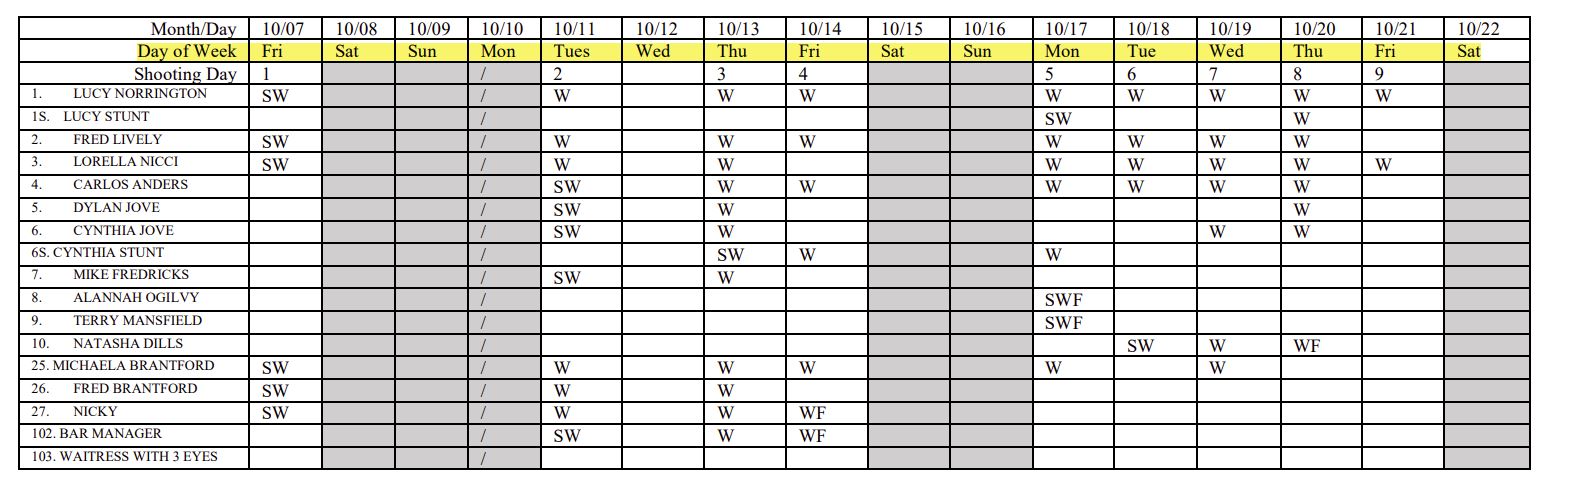 Month/Day 10/07 10/08 10/09 10/10 10/11 10/12 10/13 10/14 10/15 10/16 10/17 10/18 10/19 10/20 10/21 10/22
Day of Week Fri Sat Sun Mon Tues Wed Thu Fri Sat Sun Mon Tue Wed Thu Fri Sat
Shooting Day 1 / 2 3 4 5 6 7 8 9
1. LUCY NORRINGTON SW / W W W W W W W W
1S. LUCY STUNT / SW W
2. FRED LIVELY SW / W W W W W W W
3. LORELLA NICCI SW / W W W W W W W
4. CARLOS ANDERS / SW W W W W W W
5. DYLAN JOVE / SW W W
6. CYNTHIA JOVE / SW W W W
6S. CYNTHIA STUNT / SW W W
7. MIKE FREDRICKS / SW W
8. ALANNAH OGILVY / SWF
9. TERRY MANSFIELD / SWF
10. NATASHA DILLS / SW W WF
25. MICHAELA BRANTFORD SW / W W W W W
26. FRED BRANTFORD SW / W W
27. NICKY SW / W W WF
102. BAR MANAGER / SW W WF
103. WAITRESS WITH 3 EYES /